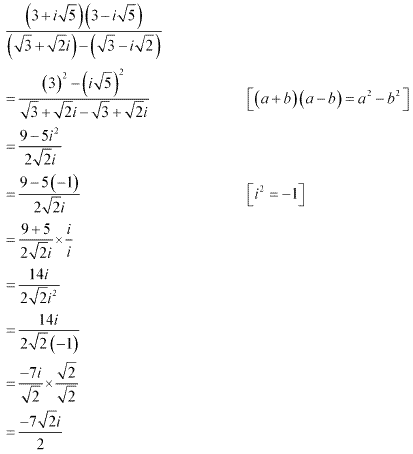 (3+i√5)(3−i√5) / (√3+√2i)−(√3−i√2)
= (3)²−(i√5)² / √3+√2i−√3+√2i [(a+b)(a−b)=a²−b²]
= 9−5i² / 2√2i
= 9−5(−1) / 2√2i [i²=−1]
= 9+5 / 2√2i × i/i
= 14i / 2√2i²
= 14i / 2√2(−1)
= −7i/√2 × √2/√2
= −7√2i / 2